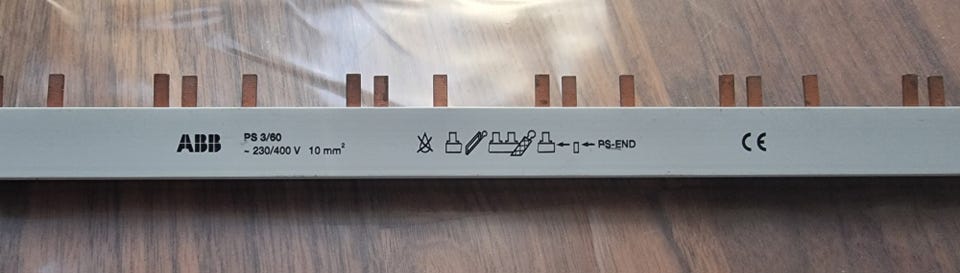 ABB
PS 3/60
~ 230/400 V 10 mm²
PS-END
CE